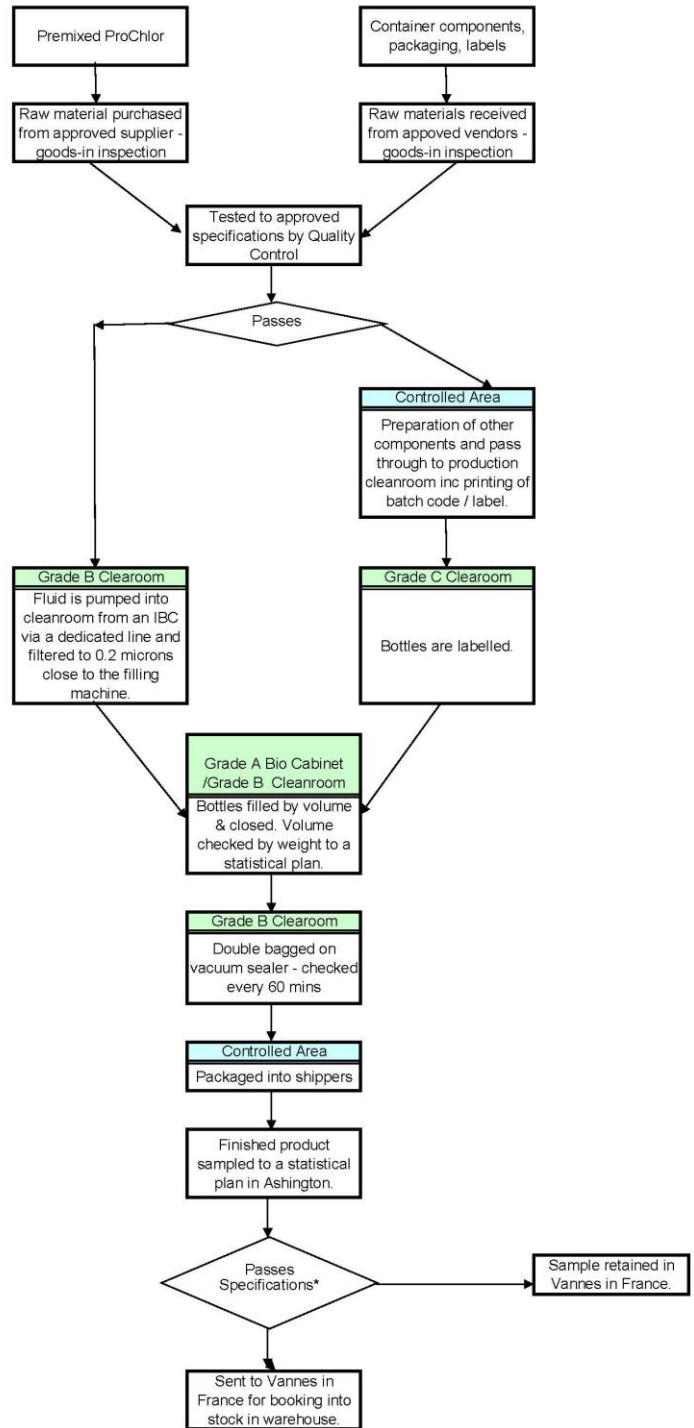 Premixed ProChlor
Container components,
packaging, labels
Raw material purchased
from approved supplier -
goods-in inspection
Raw materials received
from appoved vendors -
goods-in inspection
Tested to approved
specifications by Quality
Control
Passes
Controlled Area
Preparation of other
components and pass
through to production
cleanroom inc printing of
batch code / label.
Grade B Clearoom
Fluid is pumped into
cleanroom from an IBC
via a dedicated line and
filtered to 0.2 microns
close to the filling
machine.
Grade C Clearoom
Bottles are labelled.
Grade A Bio Cabinet
/Grade B Cleanroom
Bottles filled by volume
& closed. Volume
checked by weight to a
statistical plan.
Grade B Clearoom
Double bagged on
vacuum sealer - checked
every 60 mins
Controlled Area
Packaged into shippers
Finished product
sampled to a statistical
plan in Ashington.
Passes
Specifications*
Sample retained in
Vannes in France.
Sent to Vannes in
France for booking into
stock in warehouse.